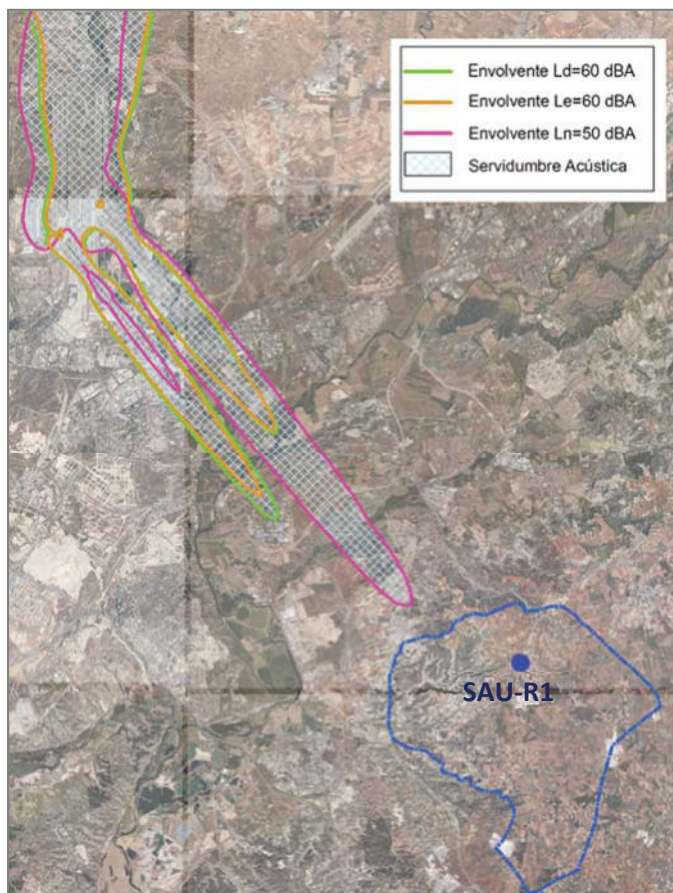 Envolvente Ld=60 dBA
Envolvente Le=60 dBA
Envolvente Ln=50 dBA
Servidumbre Acústica
SAU-R1